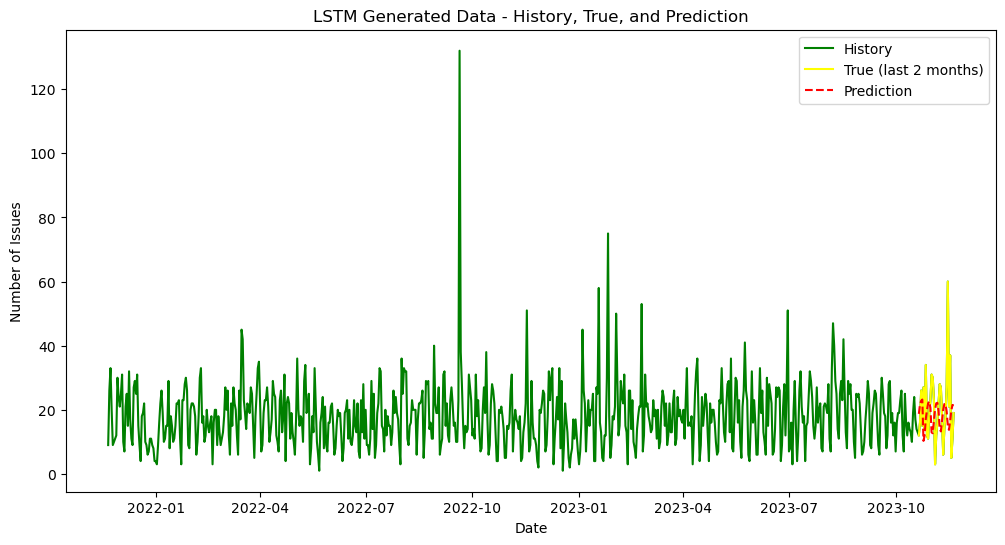 LSTM Generated Data - History, True, and Prediction
History
True (last 2 months)
Prediction
120
100
80
60
40
20
0
Number of Issues
2022-01 2022-04 2022-07 2022-10 2023-01 2023-04 2023-07 2023-10
Date